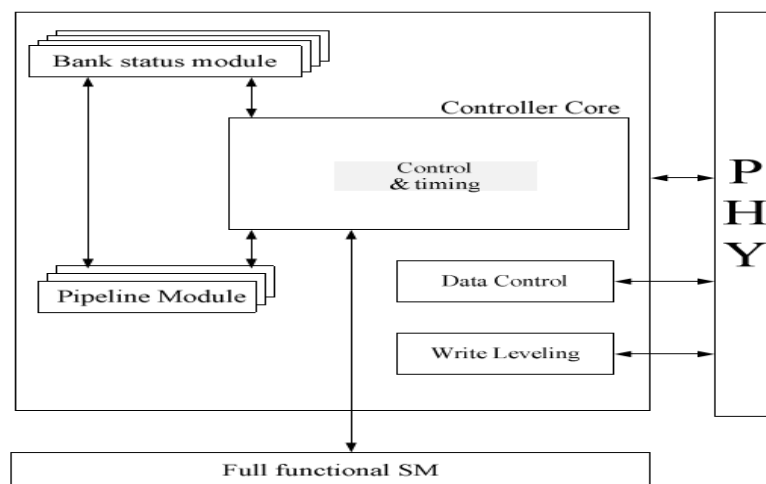 Bank status module
Controller Core
Control
& timing
P
H
Y
Pipeline Module
Data Control
Write Leveling
Full functional SM